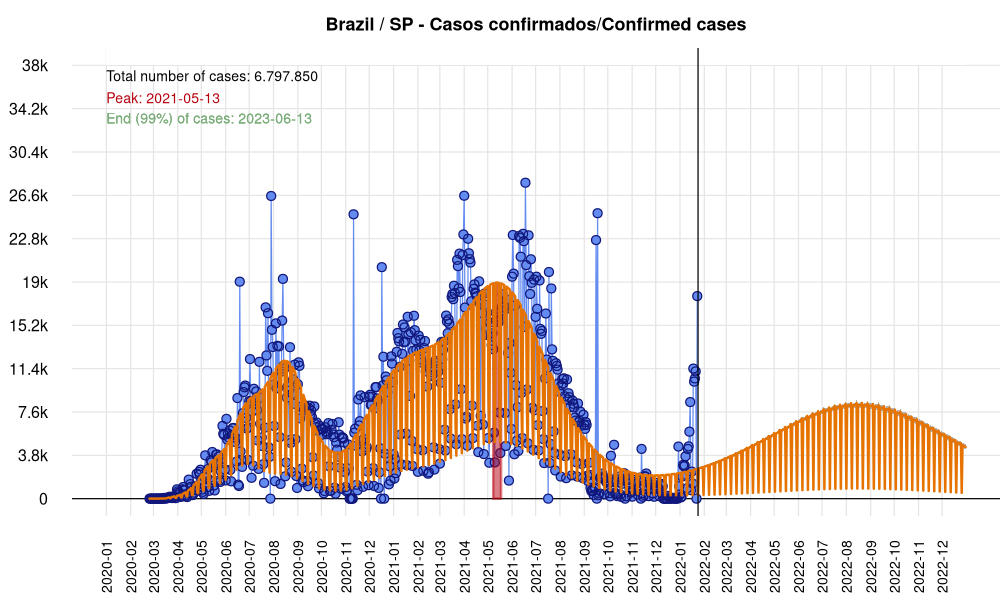 Brazil / SP - Casos confirmados/Confirmed cases
Total number of cases: 6.797.850
Peak: 2021-05-13
End (99%) of cases: 2023-06-13
38k
34.2k
30.4k
26.6k
22.8k
19k
15.2k
11.4k
7.6k
3.8k
0
2020-01
2020-02
2020-03
2020-04
2020-05
2020-06
2020-07
2020-08
2020-09
2020-10
2020-11
2020-12
2021-01
2021-02
2021-03
2021-04
2021-05
2021-06
2021-07
2021-08
2021-09
2021-10
2021-11
2021-12
2022-01
2022-02
2022-03
2022-04
2022-05
2022-06
2022-07
2022-08
2022-09
2022-10
2022-11
2022-12